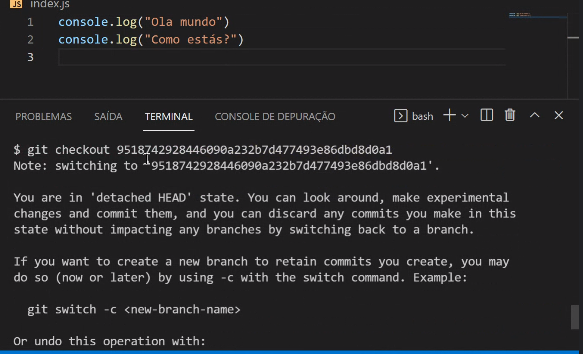 JS index.js
1 console.log("Ola mundo")
2 console.log("Como estás?")
3
PROBLEMAS SAÍDA TERMINAL CONSOLE DE DEPURAÇÃO bash
$ git checkout 9518742928446090a232b7d477493e86dbd8d0a1
Note: switching to '9518742928446090a232b7d477493e86dbd8d0a1'.
You are in 'detached HEAD' state. You can look around, make experimental
changes and commit them, and you can discard any commits you make in this
state without impacting any branches by switching back to a branch.
If you want to create a new branch to retain commits you create, you may
do so (now or later) by using -c with the switch command. Example:
git switch -c <new-branch-name>
Or undo this operation with: